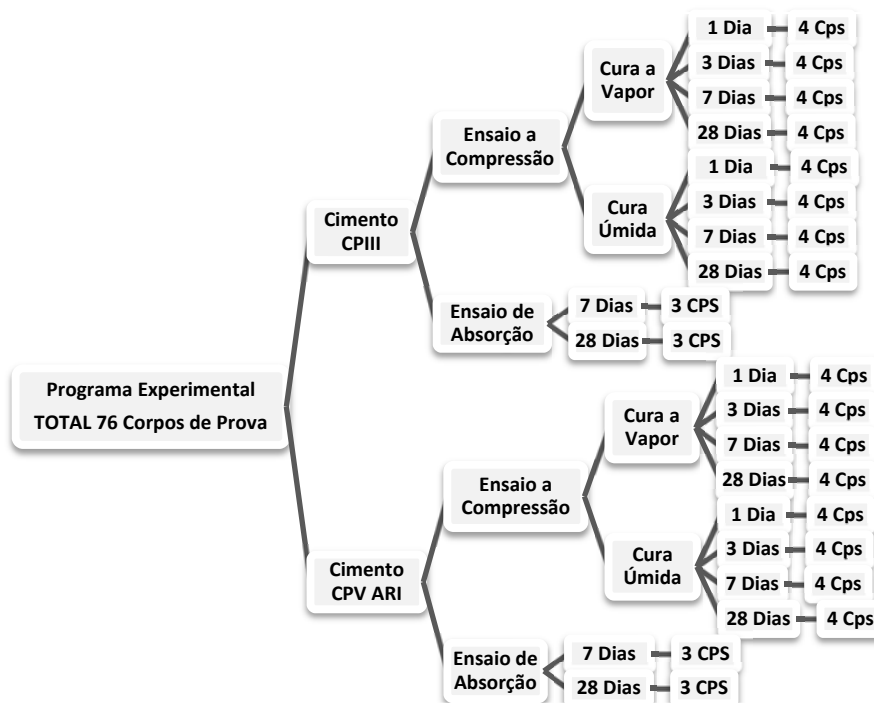 Programa Experimental
TOTAL 76 Corpos de Prova
Cimento
CPIII
Ensaio a
Compressão
Cura a
Vapor
1 Dia 4 Cps
3 Dias 4 Cps
7 Dias 4 Cps
28 Dias 4 Cps
Cura
Úmida
1 Dia 4 Cps
3 Dias 4 Cps
7 Dias 4 Cps
28 Dias 4 Cps
Ensaio de
Absorção
7 Dias 3 CPS
28 Dias 3 CPS
Cimento
CPV ARI
Ensaio a
Compressão
Cura a
Vapor
1 Dia 4 Cps
3 Dias 4 Cps
7 Dias 4 Cps
28 Dias 4 Cps
Cura
Úmida
1 Dia 4 Cps
3 Dias 4 Cps
7 Dias 4 Cps
28 Dias 4 Cps
Ensaio de
Absorção
7 Dias 3 CPS
28 Dias 3 CPS